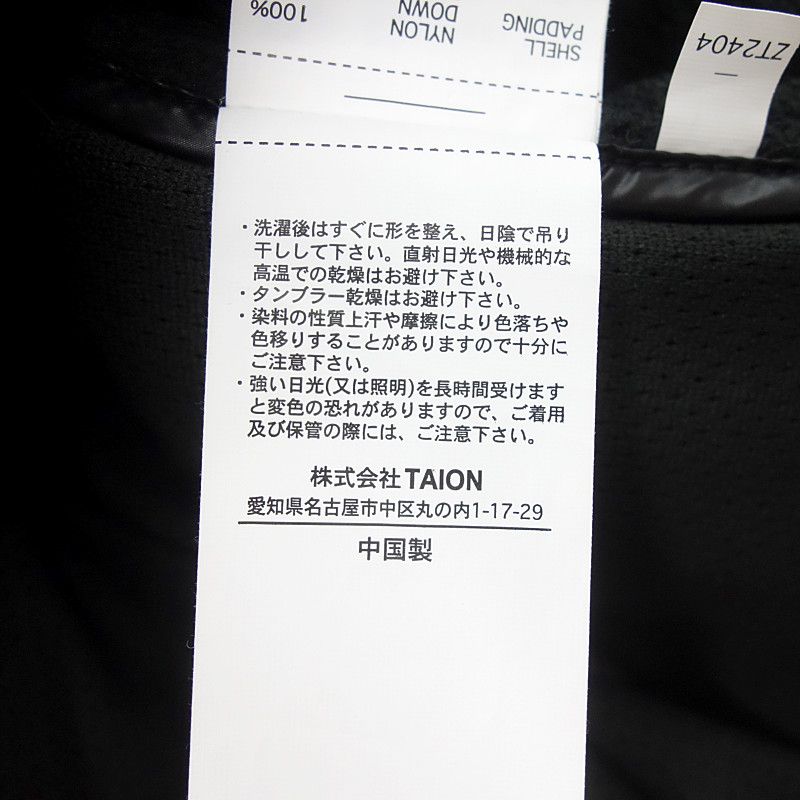 SHELL NYLON 100%
PADDING DOWN
ZT2404
・洗濯後はすぐに形を整え、日陰で吊り
干しして下さい。直射日光や機械的な
高温での乾燥はお避け下さい。
・タンブラー乾燥はお避け下さい。
・染料の性質上汗や摩擦により色落ちや
色移りすることがありますので十分に
ご注意下さい。
・強い日光(又は照明)を長時間受けます
と変色の恐れがありますので、ご着用
及び保管の際には、ご注意下さい。
株式会社 TAION
愛知県名古屋市中区丸の内1-17-29
中国製